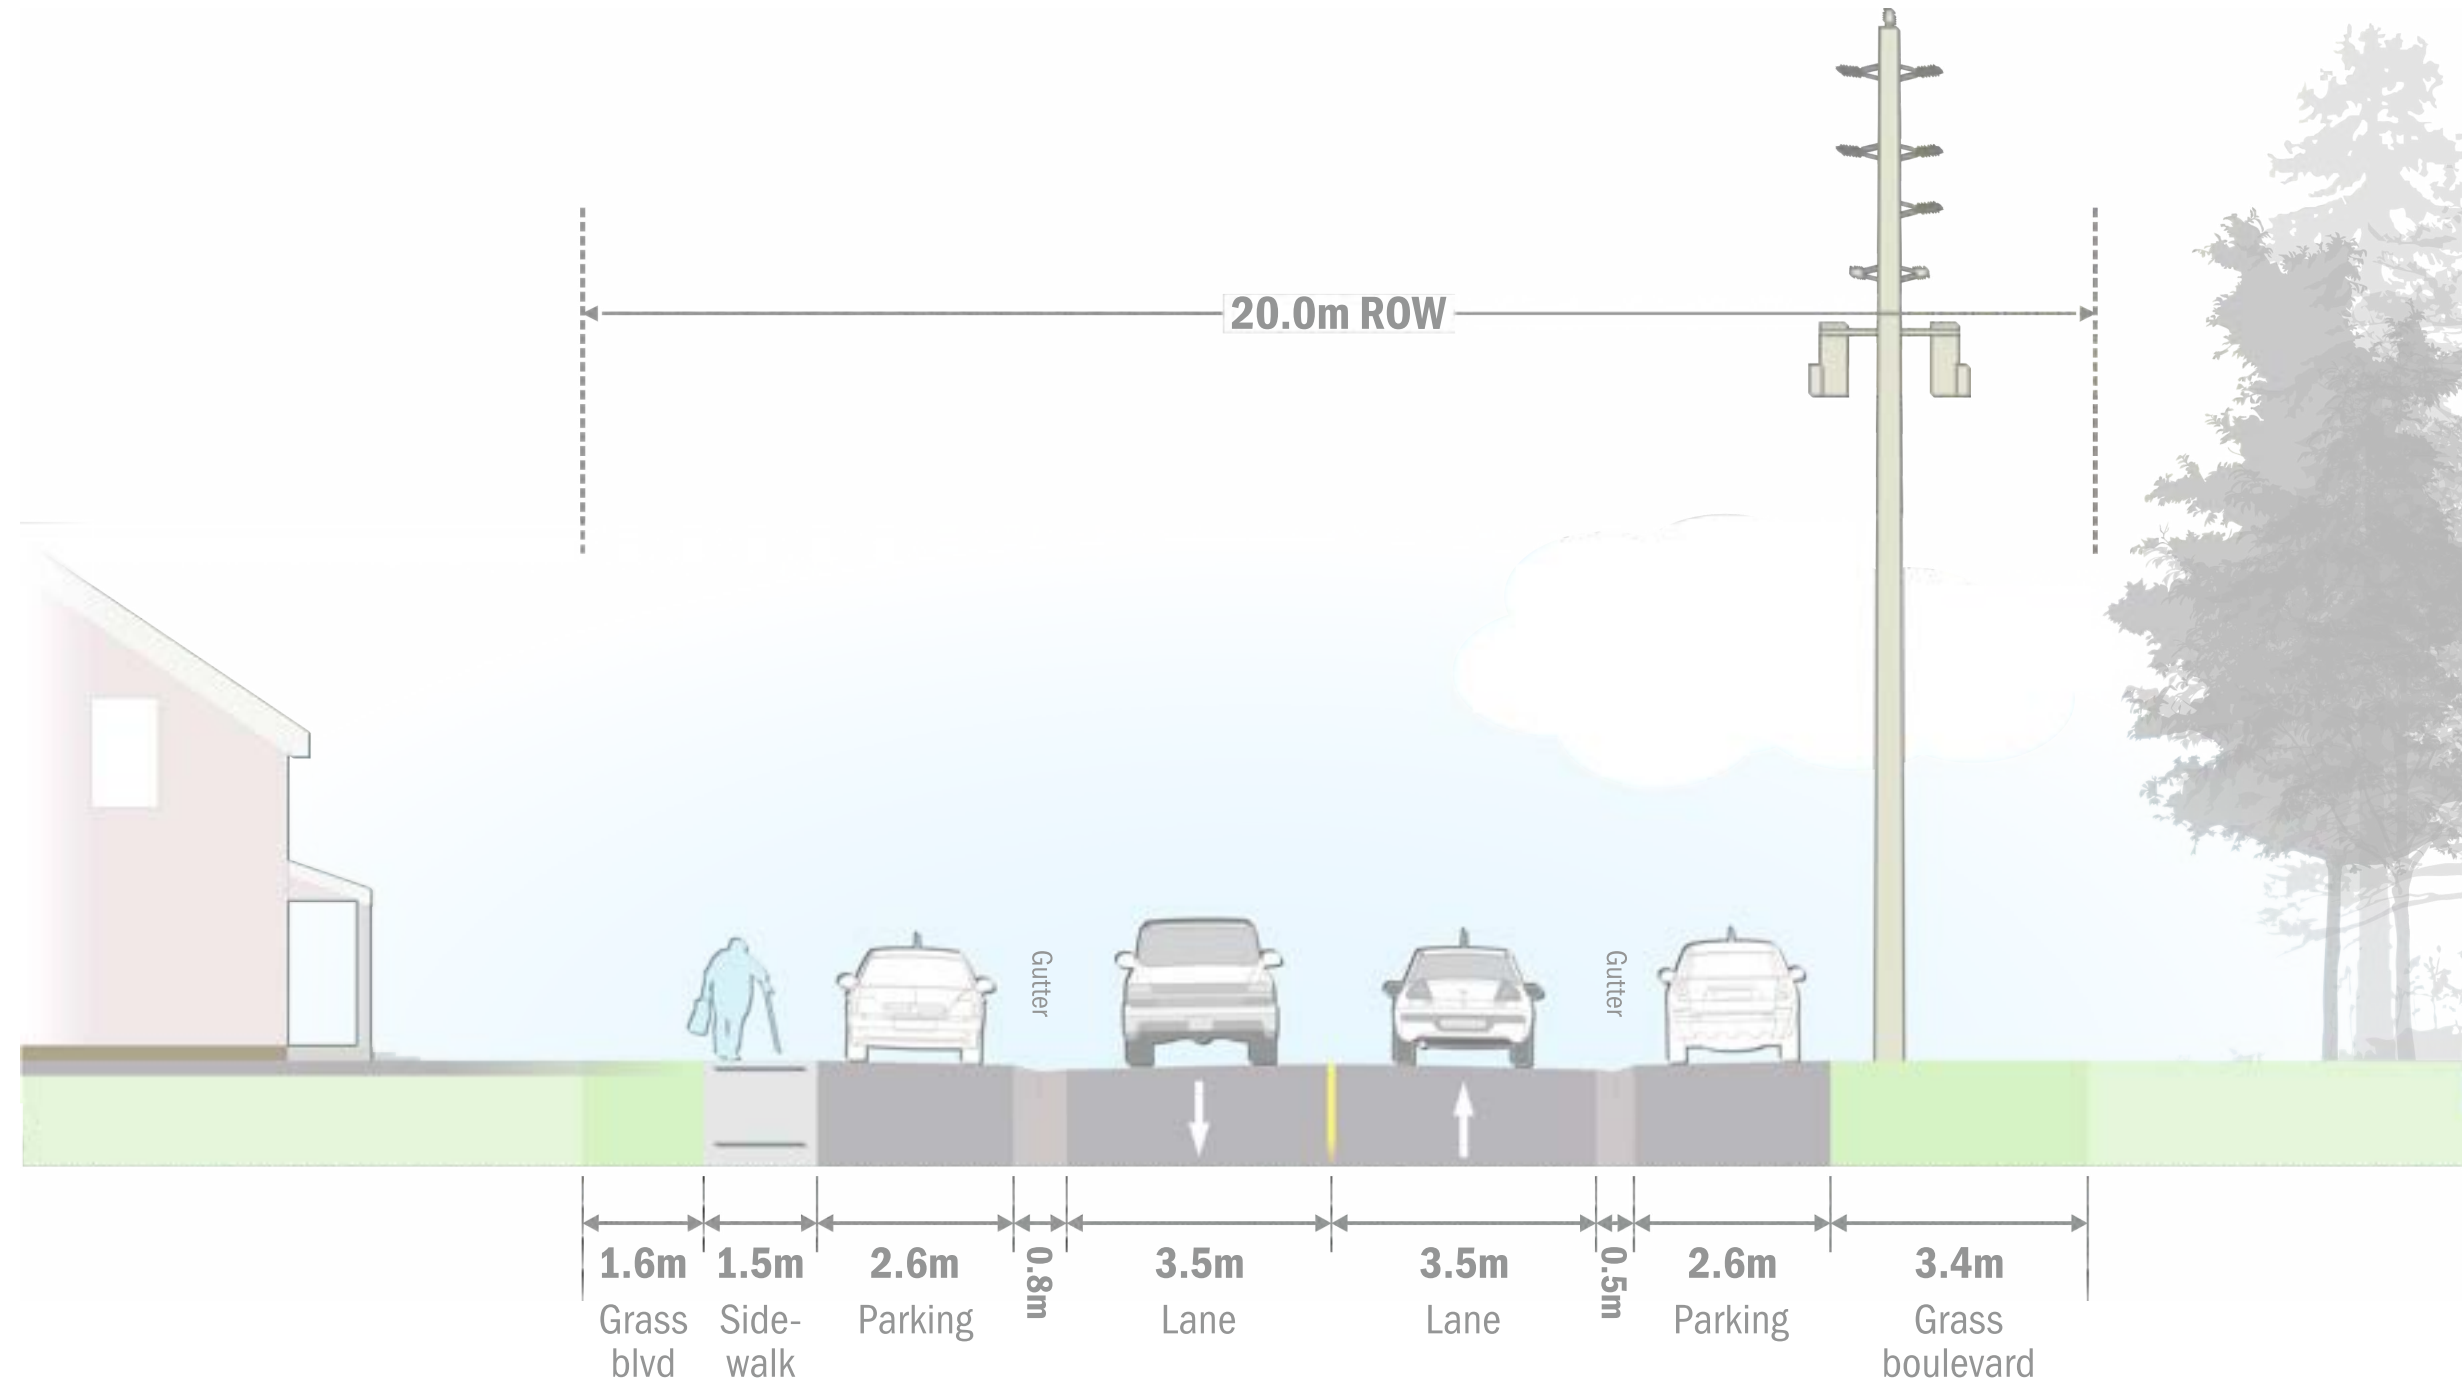 20.0m ROW
Gutter
Gutter
1.6m
Grass
blvd
1.5m
Side-
walk
2.6m
Parking
0.8m
3.5m
Lane
3.5m
Lane
0.5m
2.6m
Parking
3.4m
Grass
boulevard